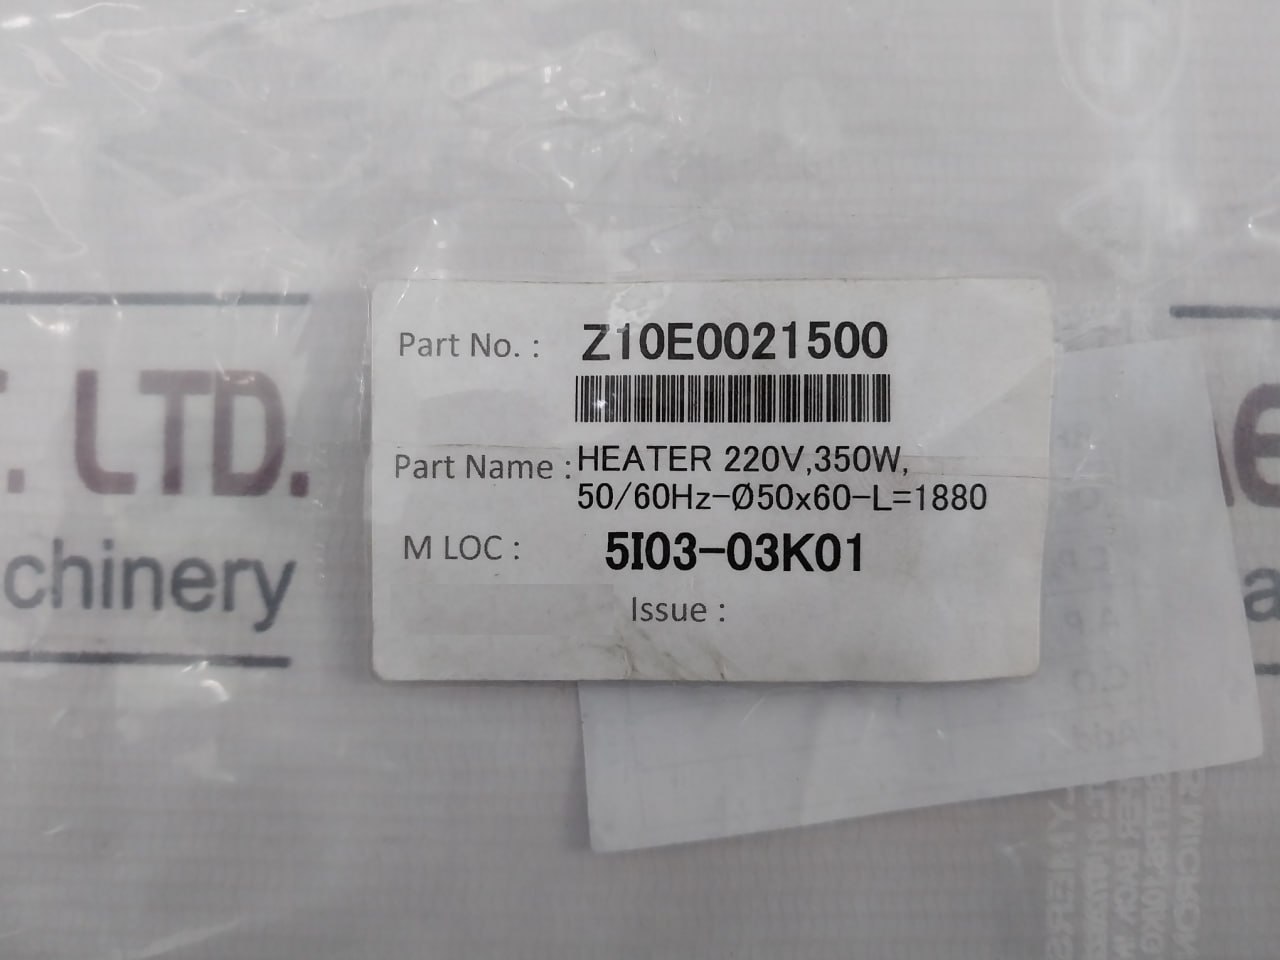 Part No. : Z10E0021500
Part Name : HEATER 220V,350W,
50/60Hz-Ø50x60-L=1880
M LOC : 5I03-03K01
Issue :
T. LTD.
chinery